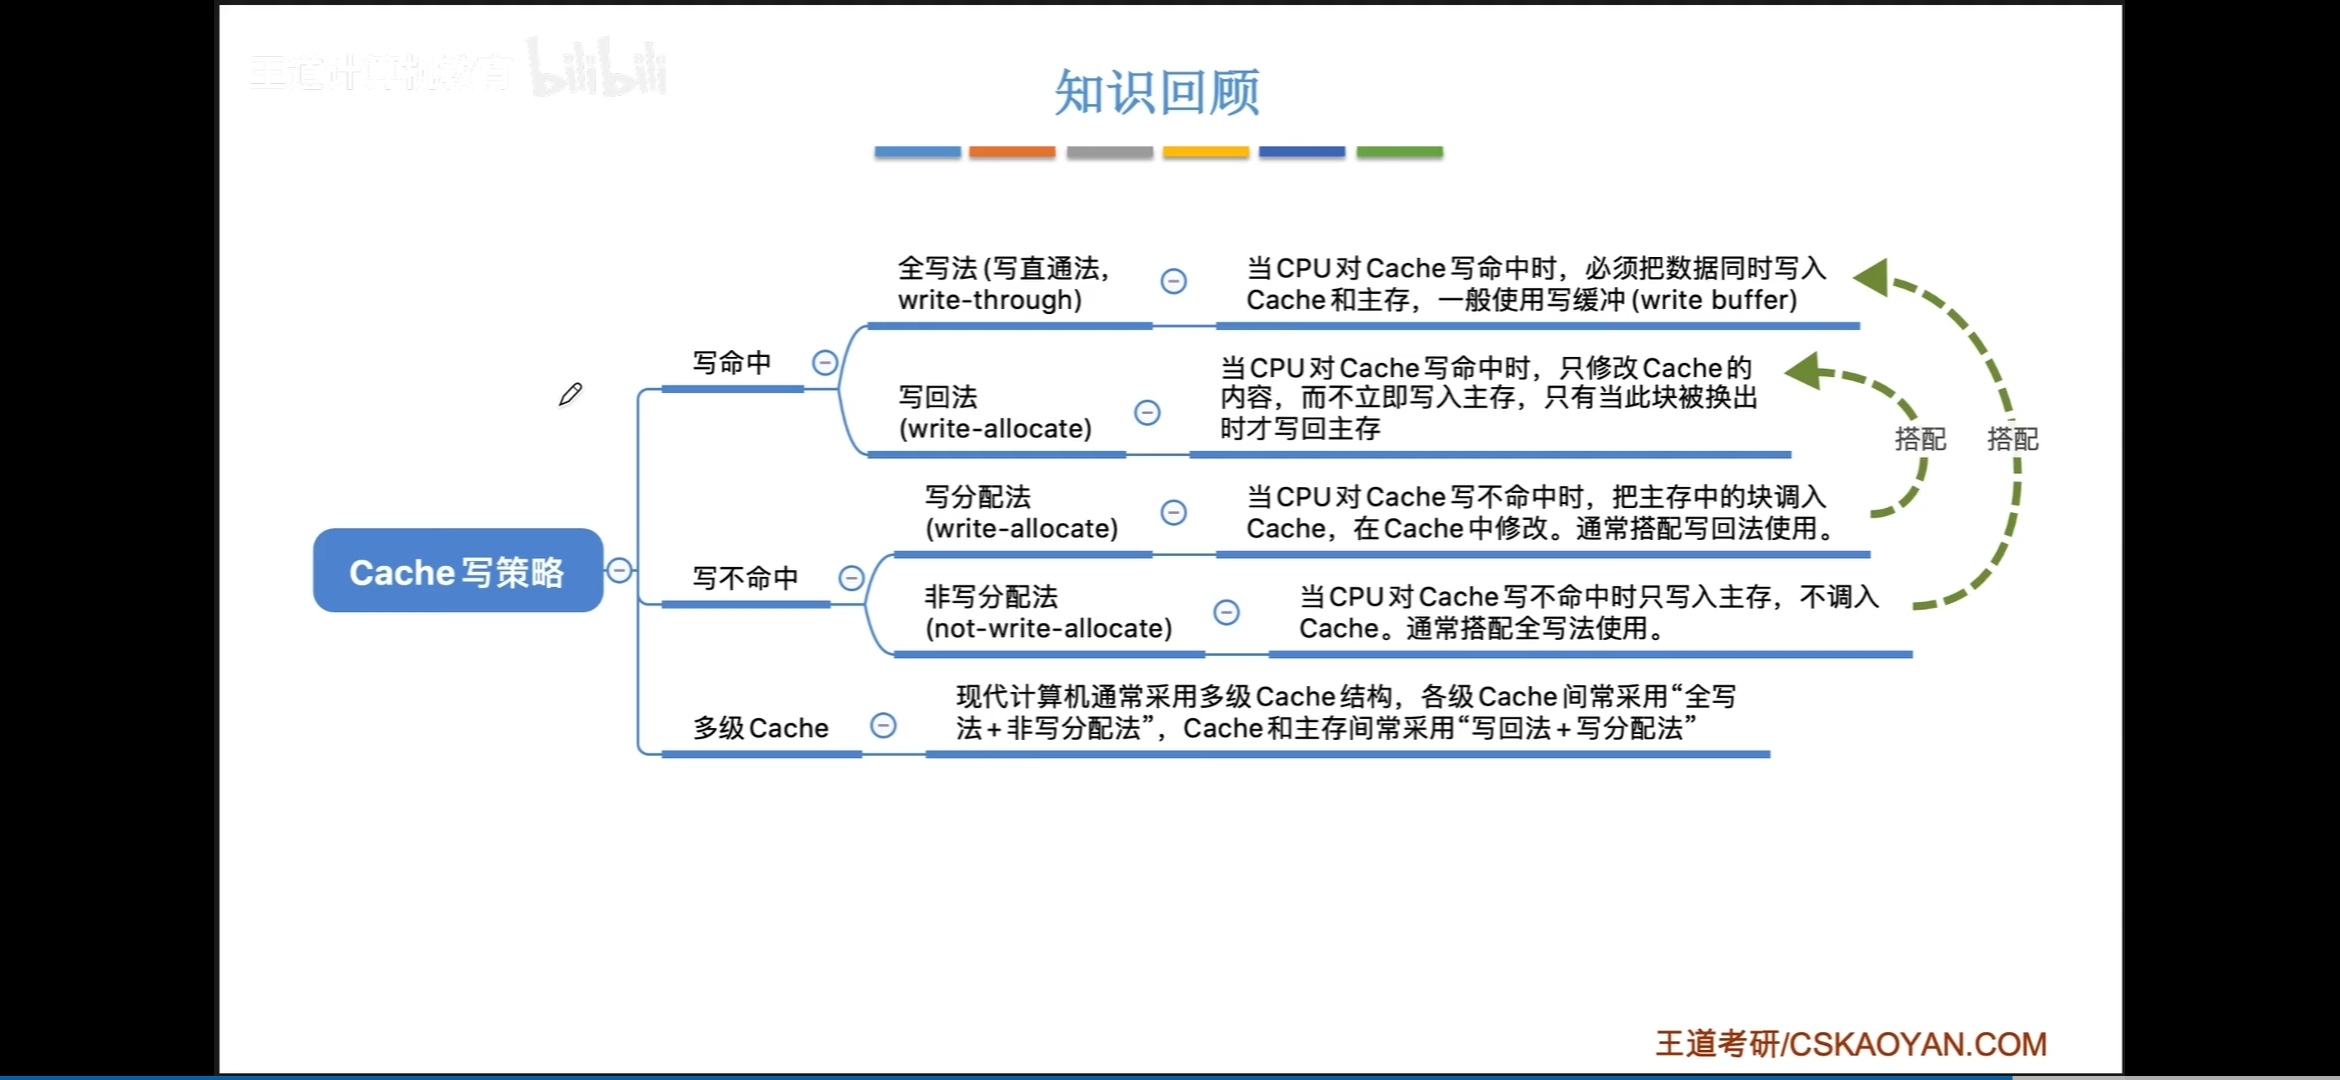 王道计算机教育 bilibili
知识回顾
全写法(写直通法,
write-through)
当CPU对Cache写命中时，必须把数据同时写入
Cache和主存，一般使用写缓冲(write buffer)
写命中
写回法
(write-allocate)
当CPU对Cache写命中时，只修改Cache的
内容，而不立即写入主存，只有当此块被换出
时才写回主存
搭配
搭配
Cache写策略
写不命中
写分配法
(write-allocate)
当CPU对Cache写不命中时，把主存中的块调入
Cache，在Cache中修改。通常搭配写回法使用。
非写分配法
(not-write-allocate)
当CPU对Cache写不命中时只写入主存，不调入
Cache。通常搭配全写法使用。
多级Cache
现代计算机通常采用多级Cache结构，各级Cache间常采用“全写
法+非写分配法”，Cache和主存间常采用“写回法+写分配法”
王道考研/CSKAOYAN.COM